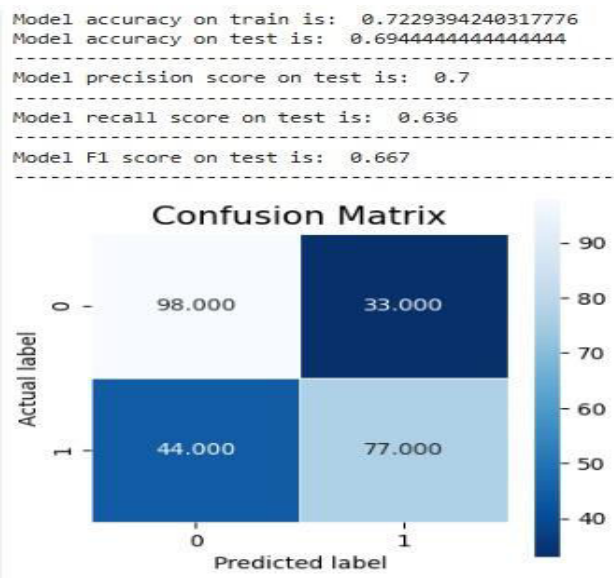 Model accuracy on train is:  0.7229394240317776
Model accuracy on test is:  0.6944444444444444
--------------------------------------------------
Model precision score on test is:  0.7
--------------------------------------------------
Model recall score on test is:  0.636
--------------------------------------------------
Model F1 score on test is:  0.667
--------------------------------------------------
Confusion Matrix
90
0
98.000 33.000
80
70
Actual label
60
1
44.000 77.000
50
40
0 1
Predicted label